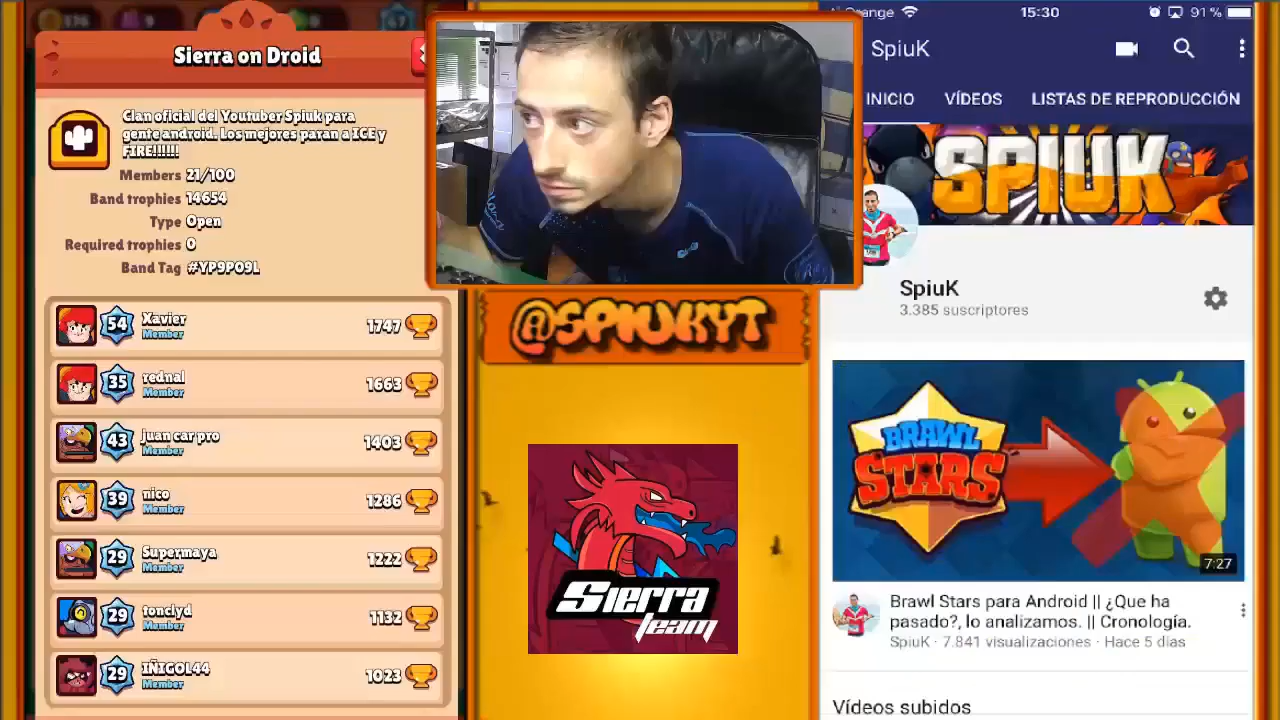 Sierra on Droid
Clan oficial del Youtuber Spiuk para
gente android. Los mejores paran a ICE y
FIRE!!!!!!
Members 21/100
Band trophies 14654
Type Open
Required trophies 0
Band Tag #YP9P09L
54 Xavier 1747
Member
35 rednal 1663
Member
43 juan car pro 1403
Member
39 nico 1286
Member
29 Supermaya 1222
Member
29 tonclyd 1132
Member
29 IÑIGOL44 1023
Member
@SPIUKYT
Sierra
team
Orange 15:30 91 %
SpiuK
INICIO VÍDEOS LISTAS DE REPRODUCCIÓN
SPIUK
SpiuK
3.385 suscriptores
BRAWL
STARS
7:27
Brawl Stars para Android || ¿Que ha
pasado?, lo analizamos. || Cronología.
SpiuK · 7.841 visualizaciones · Hace 5 días
Vídeos subidos